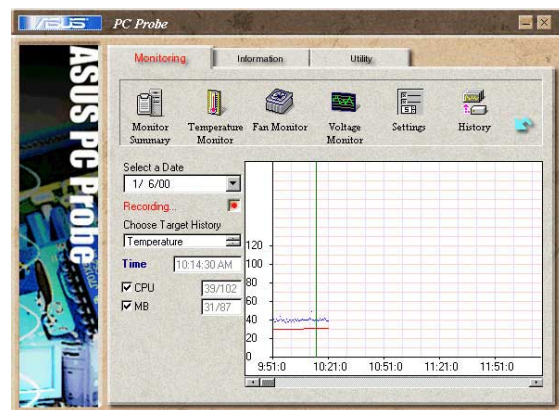 ASUS PC Probe
ASUS PC Probe
Monitoring Information Utility
Monitor Summary
Temperature Monitor
Fan Monitor
Voltage Monitor
Settings
History
Select a Date
1/ 6/00
Recording...
Choose Target History
Temperature
Time 10:14:30 AM
CPU 39/102
MB 31/87
120
100
80
60
40
20
0
9:51:0 10:21:0 10:51:0 11:21:0 11:51:0